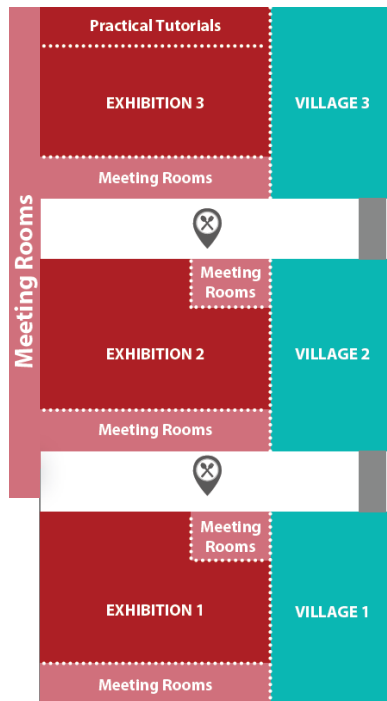 Practical Tutorials
EXHIBITION 3
VILLAGE 3
Meeting Rooms
Meeting Rooms
Meeting
Rooms
EXHIBITION 2
VILLAGE 2
Meeting Rooms
Meeting
Rooms
EXHIBITION 1
VILLAGE 1
Meeting Rooms